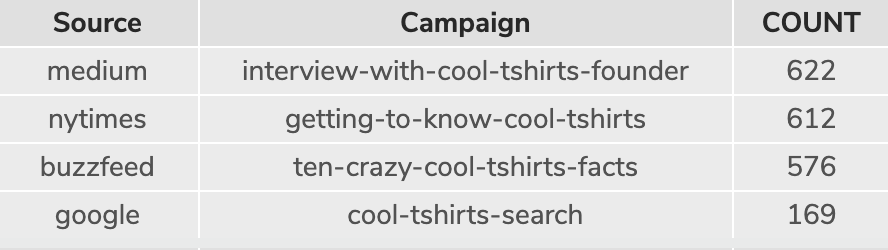 Source Campaign COUNT
medium interview-with-cool-tshirts-founder 622
nytimes getting-to-know-cool-tshirts 612
buzzfeed ten-crazy-cool-tshirts-facts 576
google cool-tshirts-search 169